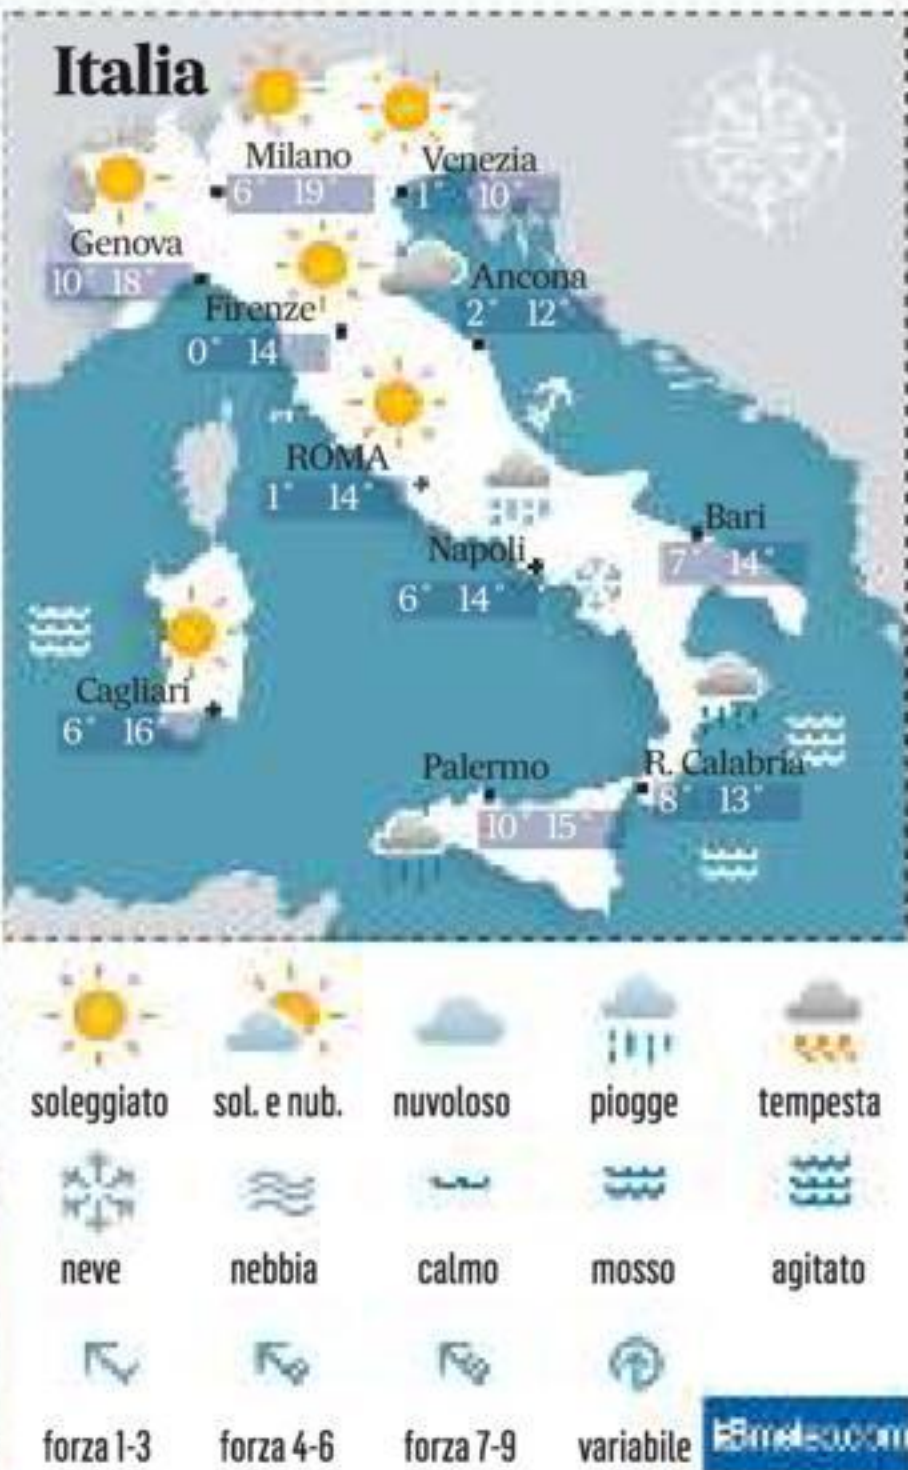 Italia
Milano
6° 19°
Venezia
1° 10°
Genova
10° 18°
Ancona
2° 12°
Firenze
0° 14
ROMA
1° 14°
Bari
7° 14°
Napoli
6° 14°
Cagliari
6° 16°
Palermo
10° 15°
R. Calabria
8° 13°
soleggiato sol. e nub. nuvoloso piogge tempesta
neve nebbia calmo mosso agitato
forza 1-3 forza 4-6 forza 7-9 variabile